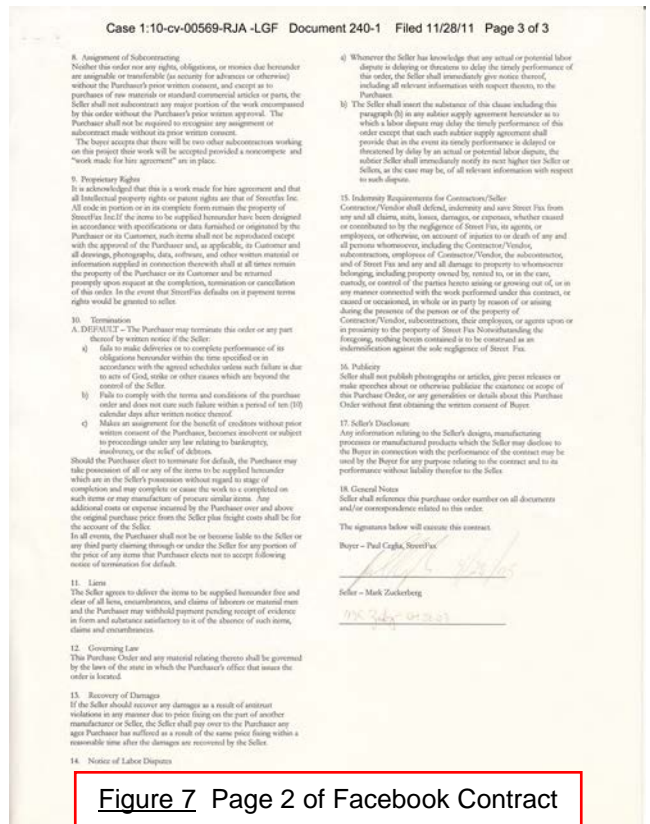 Case 1:10-cv-00569-RJA -LGF Document 240-1 Filed 11/28/11 Page 3 of 3
8. Assignment of Subcontracting
Neither this order nor any rights, obligations, or monies due hereunder
are assignable or transferable (as security for advances or otherwise)
without the Purchaser's prior written consent, and except as to
purchases of raw materials or standard commercial articles or parts, the
Seller shall not subcontract any major portion of the work encompassed
by this order without the Purchaser's prior written approval. The
Purchaser shall not be required to recognize any assignment or
subcontract made without its prior written consent.
The buyer accepts that there will be two other subcontractors working
on this project their work will be accepted provided a noncompete and
"work made for hire agreement" are in place.
9. Proprietary Rights
It is acknowledged that this is a work made for hire agreement and that
all Intellectual property rights or patent rights are that of Streetfax Inc.
All code in portion or in its complete form remain the property of
StreetFax Inc.If the items to be supplied hereunder have been designed
in accordance with specifications or data furnished or originated by the
Purchaser or its Customer, such items shall not be reproduced except
with the approval of the Purchaser and, as applicable, its Customer and
all drawings, photographs, data, software, and other written material or
information supplied in connection therewith shall at all times remain
the property of the Purchaser or its Customer and be returned
promptly upon request at the completion, termination or cancellation
of this order. In the event that StreetFax defaults on it payment terms
rights would be granted to seller.
10. Termination
A. DEFAULT – The Purchaser may terminate this order or any part
thereof by written notice if the Seller:
a) fails to make deliveries or to complete performance of its
obligations hereunder within the time specified or in
accordance with the agreed schedules unless such failure is due
to acts of God, strike or other causes which are beyond the
control of the Seller.
b) Fails to comply with the terms and conditions of the purchase
order and does not cure such failure within a period of ten (10)
calendar days after written notice thereof.
c) Makes an assignment for the benefit of creditors without prior
written consent of the Purchaser, becomes insolvent or subject
to proceedings under any law relating to bankruptcy,
insolvency, or the relief of debtors.
Should the Purchaser elect to terminate for default, the Purchaser may
take possession of all or any of the items to be supplied hereunder
which are in the Seller's possession without regard to stage of
completion and may complete or cause the work to e completed on
such items or may manufacture of procure similar items. Any
additional costs or expense incurred by the Purchaser over and above
the original purchase price from the Seller plus freight costs shall be for
the account of the Seller.
In all events, the Purchaser shall not be or become liable to the Seller or
any third party claiming through or under the Seller for any portion of
the price of any items that Purchaser elects not to accept following
notice of termination for default.
11. Liens
The Seller agrees to deliver the items to be supplied hereunder free and
clear of all liens, encumbrances, and claims of laborers or material men
and the Purchaser may withhold payment pending receipt of evidence
in form and substance satisfactory to it of the absence of such items,
claims and encumbrances.
12. Governing Law
This Purchase Order and any material relating thereto shall be governed
by the laws of the state in which the Purchaser's office that issues the
order is located.
13. Recovery of Damages
If the Seller should recover any damages as a result of antitrust
violations in any manner due to price fixing on the part of another
manufacturer or Seller, the Seller shall pay over to the Purchaser any
ages Purchaser has suffered as a result of the same price fixing within a
reasonable time after the damages are recovered by the Seller.
14. Notice of Labor Disputes
a) Whenever the Seller has knowledge that any actual or potential labor
dispute is delaying or threatens to delay the timely performance of
this order, the Seller shall immediately give notice thereof,
including all relevant information with respect thereto, to the
Purchaser.
b) The Seller shall insert the substance of this clause including this
paragraph (b) in any subtier supply agreement hereunder as to
which a labor dispute may delay the timely performance of this
order except that each such subtier supply agreement shall
provide that in the event its timely performance is delayed or
threatened by delay by an actual or potential labor dispute, the
subtier Seller shall immediately notify its next higher tier Seller or
Sellers, as the case may be, of all relevant information with respect
to such dispute.
15. Indemnity Requirements for Contractors/Seller
Contractor/Vendor shall defend, indemnity and save Street Fax from
any and all claims, suits, losses, damages, or expenses, whether caused
or contributed to by the negligence of Street Fax, its agents, or
employees, or otherwise, on account of injuries to or death of any and
all persons whomsoever, including the Contractor/Vendor,
subcontractors, employees of Contractor/Vendor, the subcontractor,
and of Street Fax and any and all damage to property to whomsoever
belonging, including property owned by, rented to, or in the care,
custody, or control of the parties hereto arising or growing out of, or in
any manner connected with the work performed under this contract, or
caused or occasioned, in whole or in part by reason of or arising
during the presence of the person or of the property of
Contractor/Vendor, subcontractors, their employees, or agents upon or
in proximity to the property of Street Fax Notwithstanding the
foregoing, nothing herein contained is to be construed as an
indemnification against the sole negligence of Street Fax.
16. Publicity
Seller shall not publish photographs or articles, give press releases or
make speeches about or otherwise publicize the existence or scope of
this Purchase Order, or any generalities or details about this Purchase
Order without first obtaining the written consent of Buyer.
17. Seller's Disclosure
Any information relating to the Seller's designs, manufacturing
processes or manufactured products which the Seller may disclose to
the Buyer in connection with the performance of the contract may be
used by the Buyer for any purpose relating to the contract and to its
performance without liability therefor to the Seller.
18. General Notes
Seller shall reference this purchase order number on all documents
and/or correspondence related to this order.
The signatures below will execute this contract.
Buyer – Paul Ceglia, StreetFax
Seller – Mark Zuckerberg
Figure 7 Page 2 of Facebook Contract